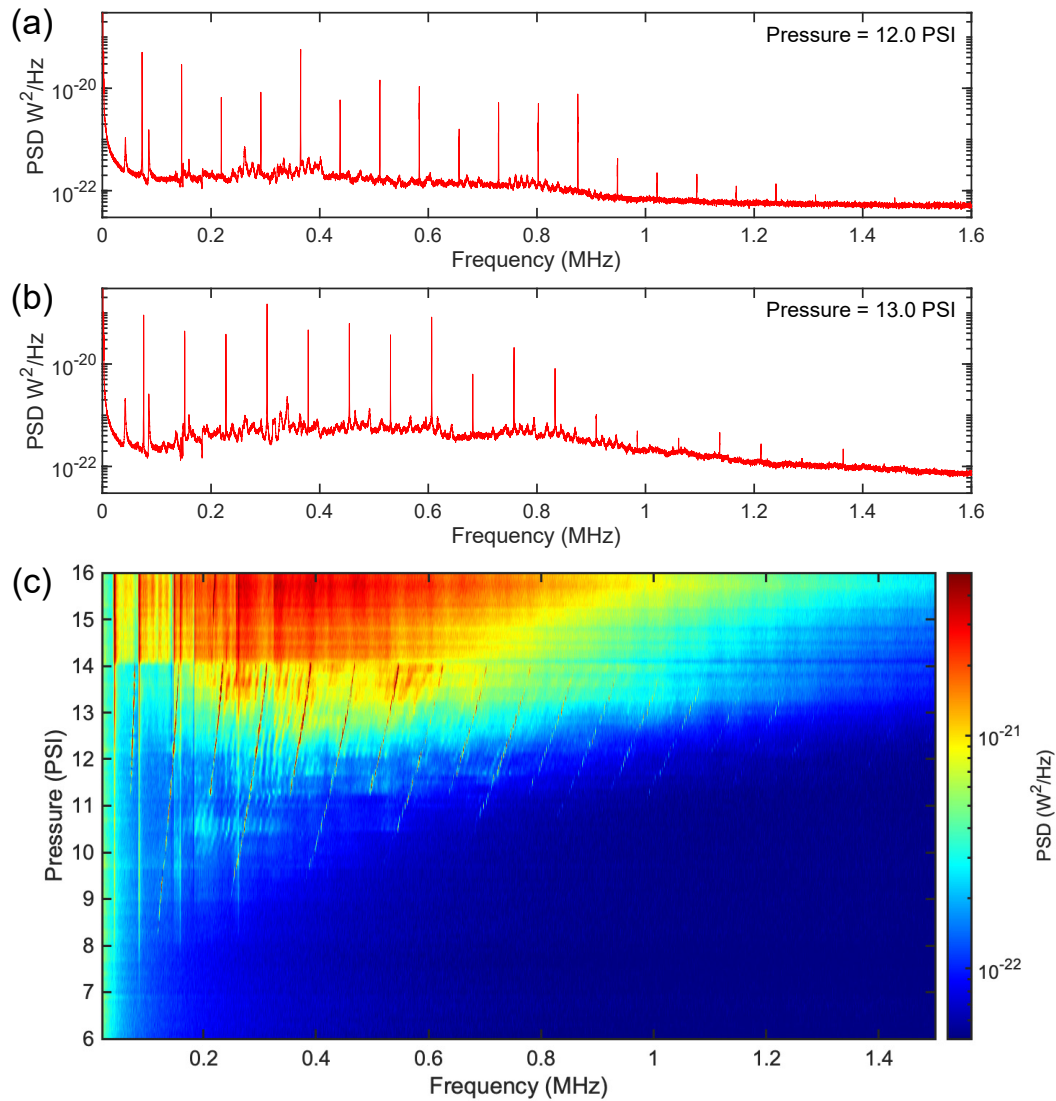 (a)
Pressure = 12.0 PSI
PSD W²/Hz
10⁻²⁰
10⁻²²
0 0.2 0.4 0.6 0.8 1 1.2 1.4 1.6
Frequency (MHz)
(b)
Pressure = 13.0 PSI
PSD W²/Hz
10⁻²⁰
10⁻²²
0 0.2 0.4 0.6 0.8 1 1.2 1.4 1.6
Frequency (MHz)
(c)
Pressure (PSI)
16
15
14
13
12
11
10
9
8
7
6
0.2 0.4 0.6 0.8 1 1.2 1.4
Frequency (MHz)
10⁻²¹
10⁻²²
PSD (W²/Hz)